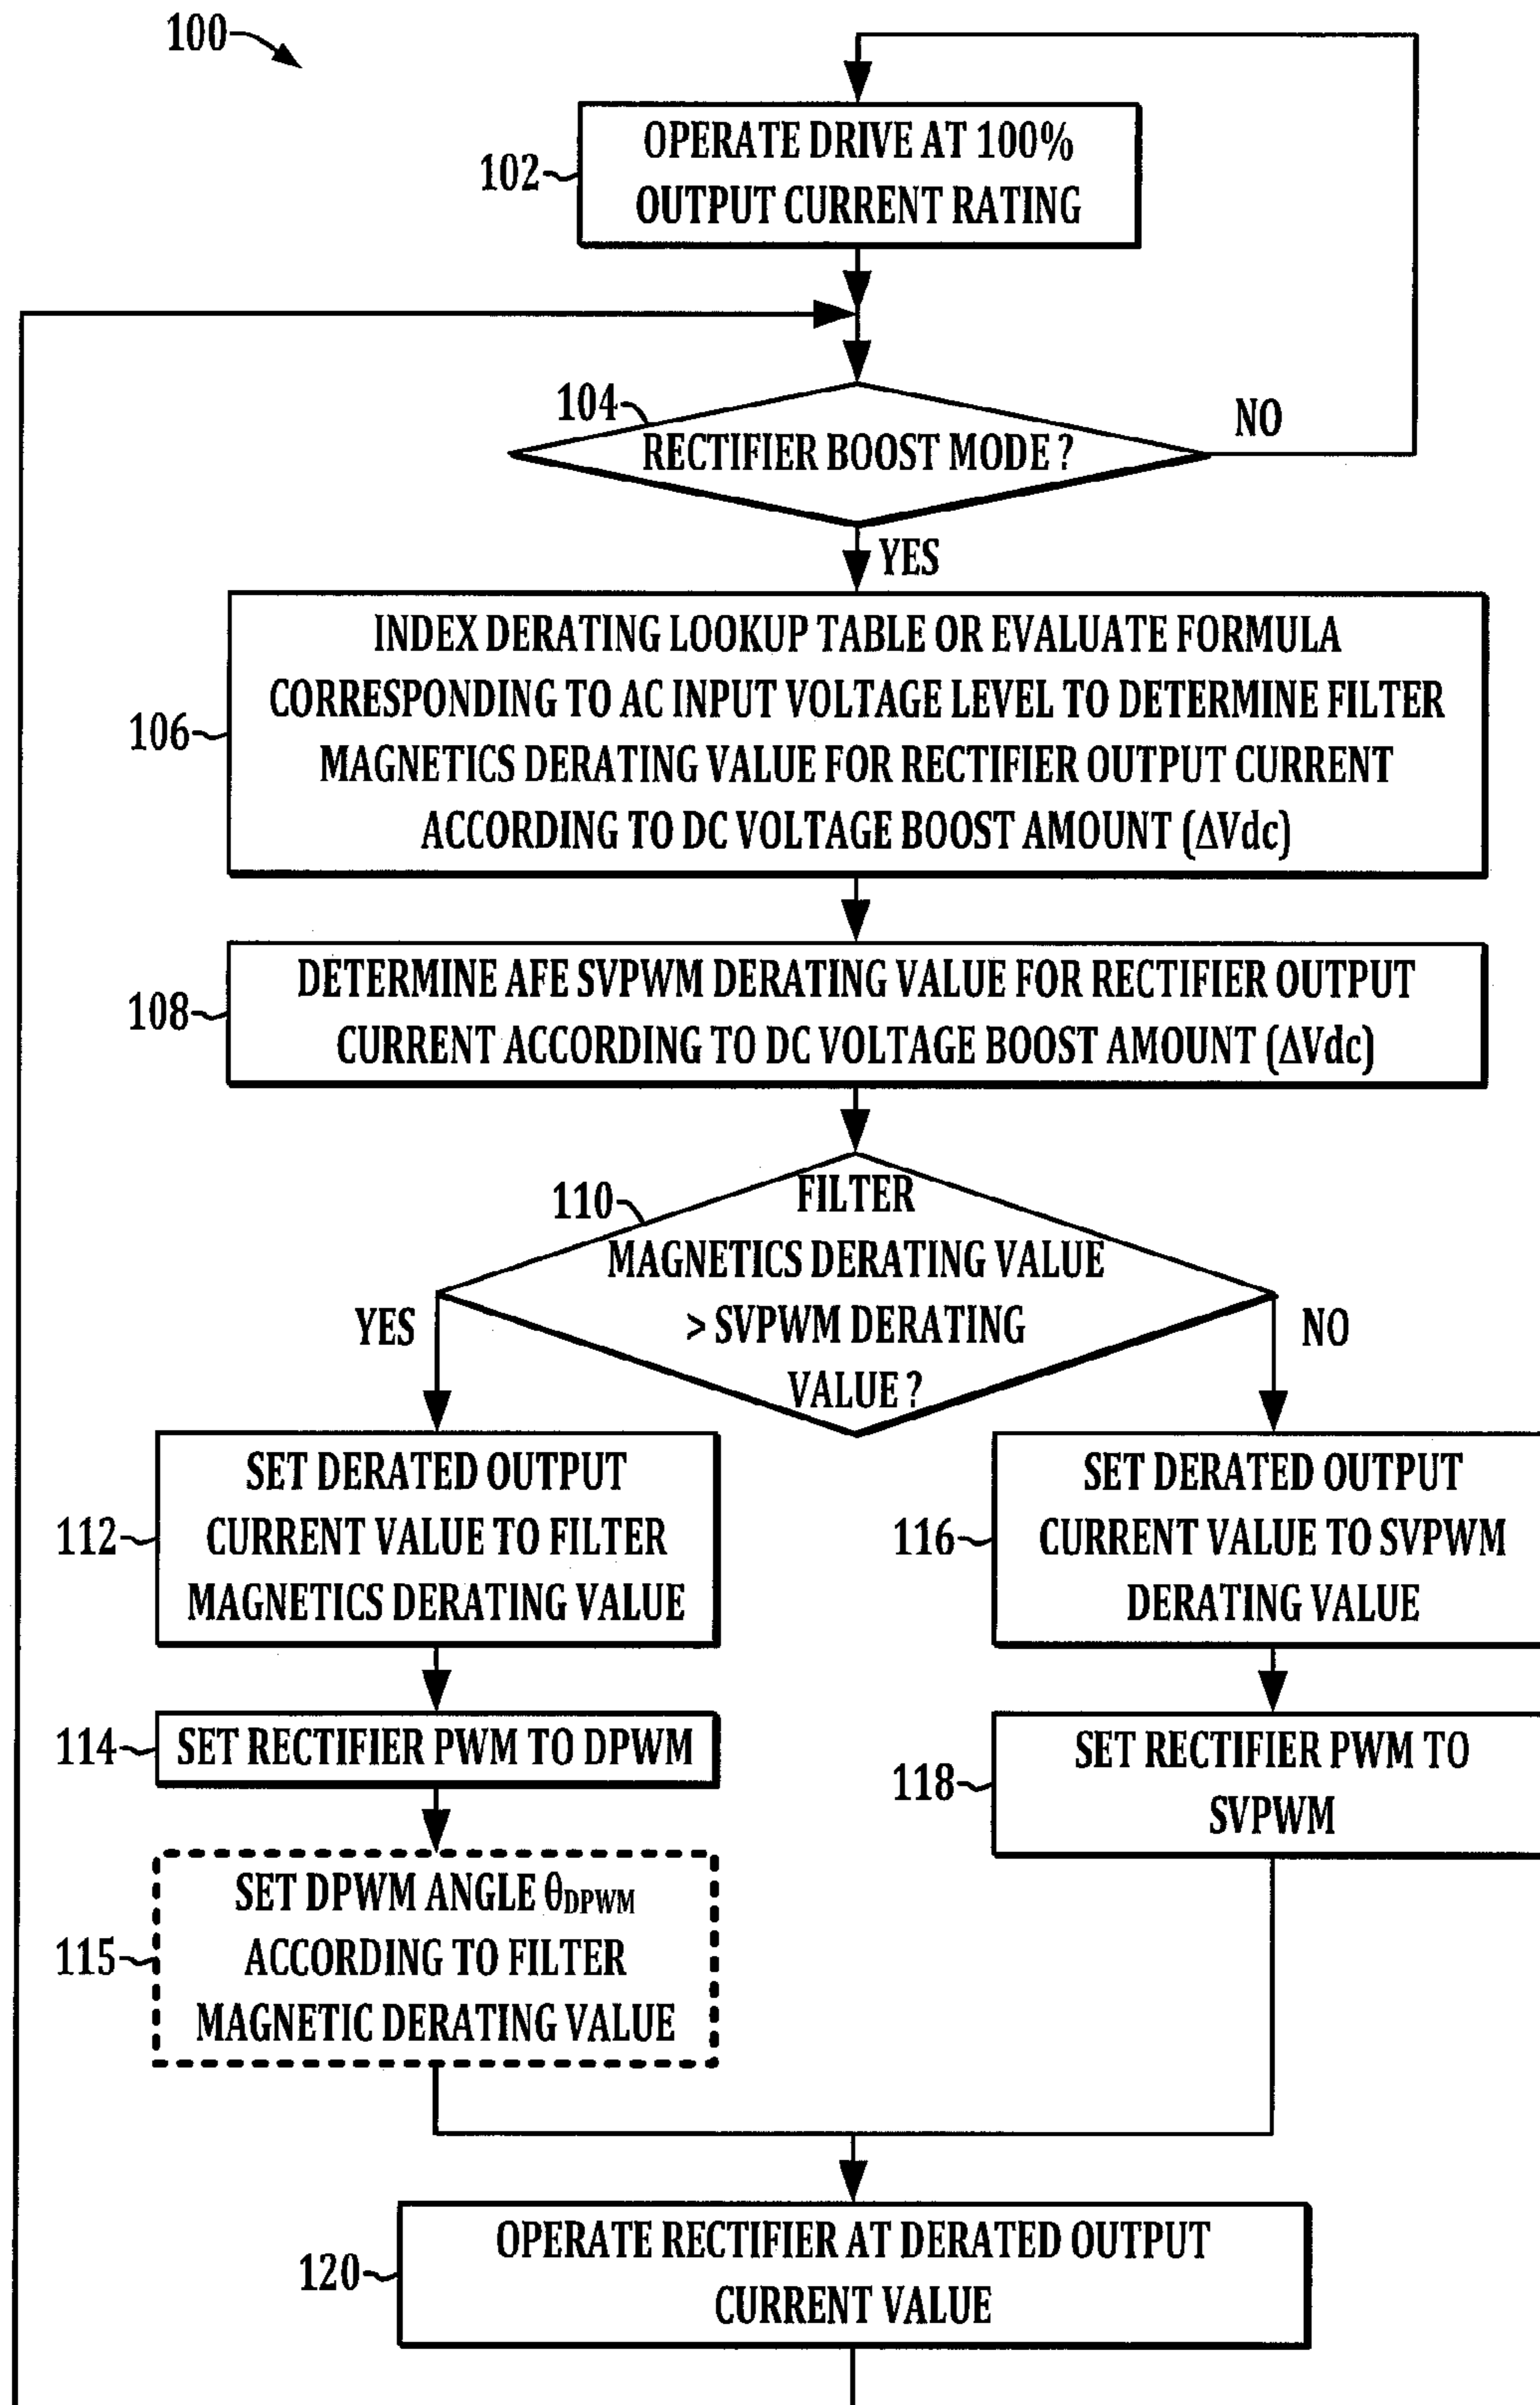 100
OPERATE DRIVE AT 100%
OUTPUT CURRENT RATING
102
104
RECTIFIER BOOST MODE ?
NO
YES
INDEX DERATING LOOKUP TABLE OR EVALUATE FORMULA
CORRESPONDING TO AC INPUT VOLTAGE LEVEL TO DETERMINE FILTER
MAGNETICS DERATING VALUE FOR RECTIFIER OUTPUT CURRENT
ACCORDING TO DC VOLTAGE BOOST AMOUNT (ΔVdc)
106
DETERMINE AFE SVPWM DERATING VALUE FOR RECTIFIER OUTPUT
CURRENT ACCORDING TO DC VOLTAGE BOOST AMOUNT (ΔVdc)
108
110
FILTER
MAGNETICS DERATING VALUE
> SVPWM DERATING
VALUE ?
YES
NO
SET DERATED OUTPUT
CURRENT VALUE TO FILTER
MAGNETICS DERATING VALUE
112
SET RECTIFIER PWM TO DPWM
114
SET DPWM ANGLE θDPWM
ACCORDING TO FILTER
MAGNETIC DERATING VALUE
115
SET DERATED OUTPUT
CURRENT VALUE TO SVPWM
DERATING VALUE
116
SET RECTIFIER PWM TO
SVPWM
118
OPERATE RECTIFIER AT DERATED OUTPUT
CURRENT VALUE
120